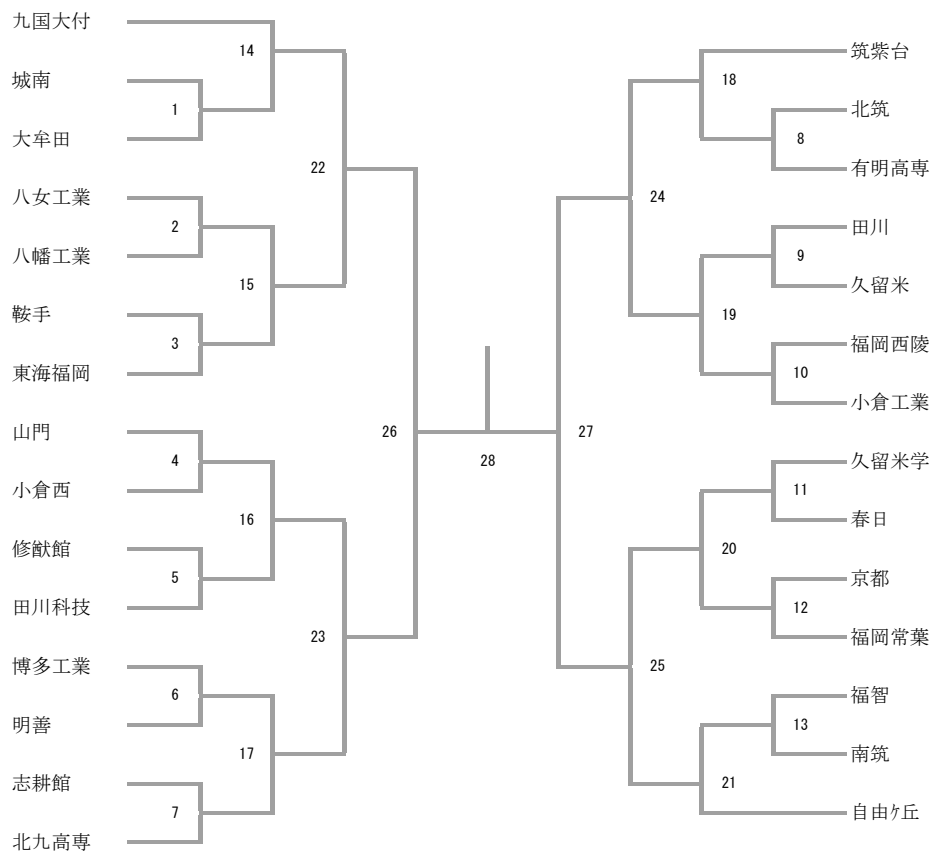 九国大付
14
城南
1
大牟田
22
八女工業
2
八幡工業
15
鞍手
3
東海福岡
26
山門
4
小倉西
16
修猷館
5
田川科技
23
博多工業
6
明善
17
志耕館
7
北九高専
28
筑紫台
18
北筑
8
有明高専
24
田川
9
久留米
19
福岡西陵
10
小倉工業
27
久留米学
11
春日
20
京都
12
福岡常葉
25
福智
13
南筑
21
自由ケ丘